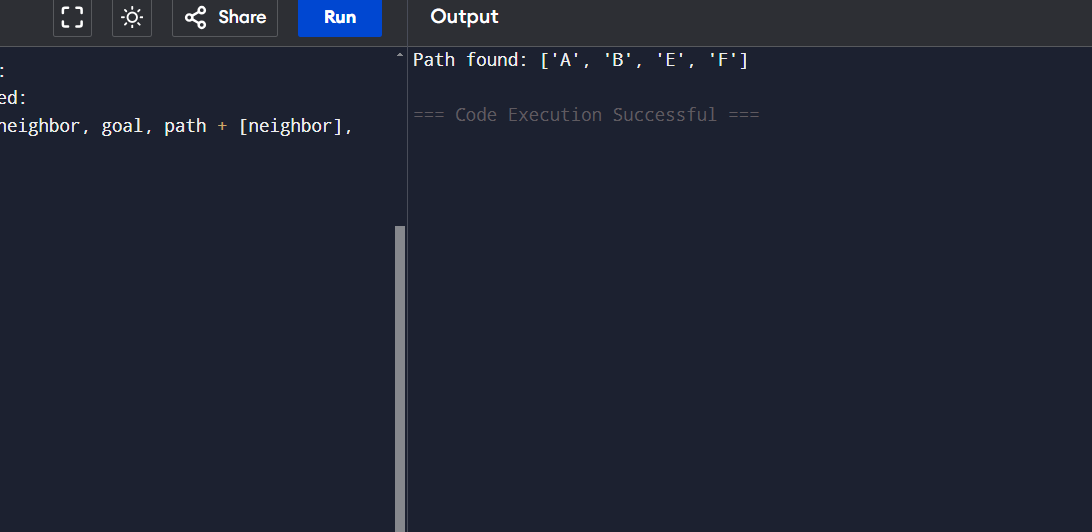 Share
Run
Output
:
ed:
neighbor, goal, path + [neighbor],
Path found: ['A', 'B', 'E', 'F']
=== Code Execution Successful ===